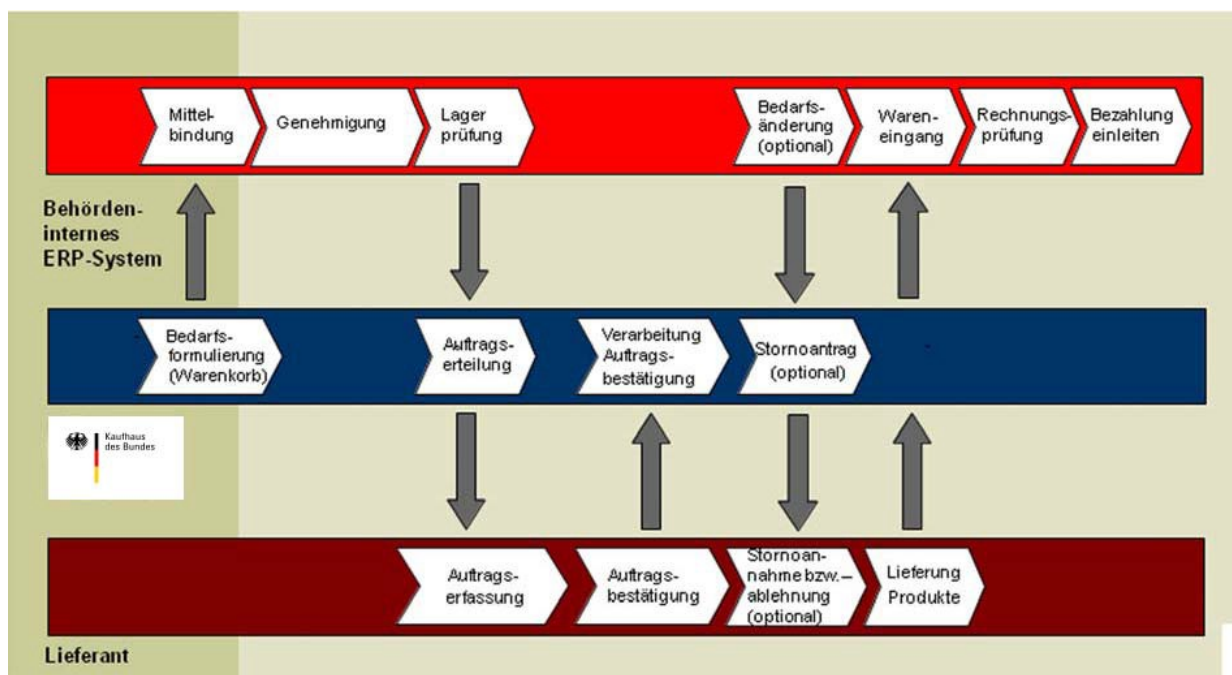 Mittel-
bindung
Genehmigung
Lager
prüfung
Bedarfs-
änderung
(optional)
Waren-
eingang
Rechnungs-
prüfung
Bezahlung
einleiten
Behörden-
internes
ERP-System
Bedarfs-
formulierung
(Warenkorb)
Auftrags-
erteilung
Verarbeitung
Auftrags-
bestätigung
Stornoantrag
(optional)
Kaufhaus
des Bundes
Auftrags-
erfassung
Auftrags-
bestätigung
Stornoan-
nahme bzw.–
ablehnung
(optional)
Lieferung
Produkte
Lieferant